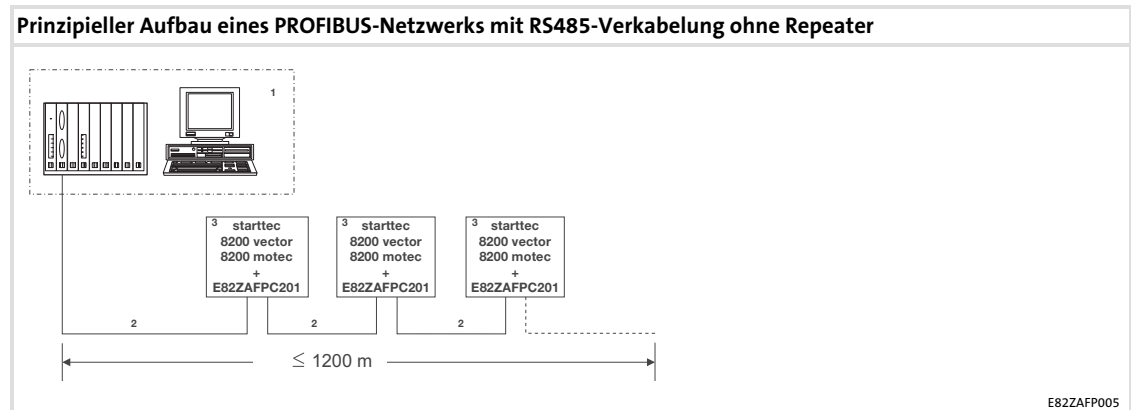 Prinzipieller Aufbau eines PROFIBUS-Netzwerks mit RS485-Verkabelung ohne Repeater
1
3 starttec
8200 vector
8200 motec
+
E82ZAFPC201
3 starttec
8200 vector
8200 motec
+
E82ZAFPC201
3 starttec
8200 vector
8200 motec
+
E82ZAFPC201
2
2
2
≤ 1200 m
E82ZAFP005